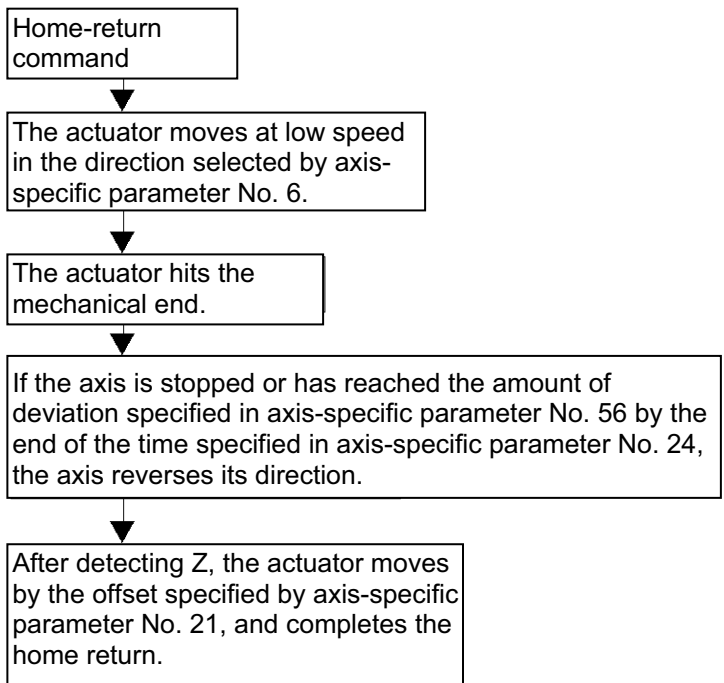 Home-return
command
The actuator moves at low speed
in the direction selected by axis-
specific parameter No. 6.
The actuator hits the
mechanical end.
If the axis is stopped or has reached the amount of
deviation specified in axis-specific parameter No. 56 by the
end of the time specified in axis-specific parameter No. 24,
the axis reverses its direction.
After detecting Z, the actuator moves
by the offset specified by axis-specific
parameter No. 21, and completes the
home return.